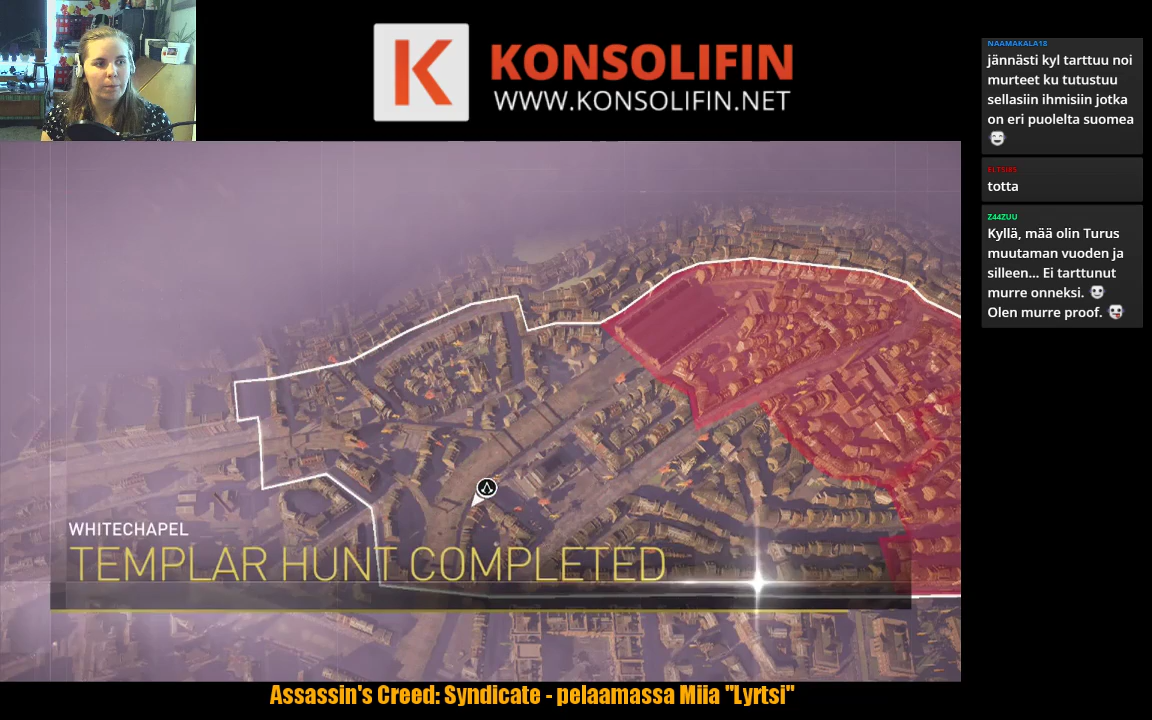 K KONSOLIFIN
WWW.KONSOLIFIN.NET
NAAMAKALA18
jännästi kyl tarttuu noi
murteet ku tutustuu
sellasiin ihmisiin jotka
on eri puolelta suomea
totta
Z44ZUU
Kyllä, mää olin Turus
muutaman vuoden ja
silleen... Ei tarttunut
murre onneksi.
Olen murre proof.
WHITECHAPEL
TEMPLAR HUNT COMPLETED
Assassin's Creed: Syndicate - pelaamassa Miia "Lyrtsi"